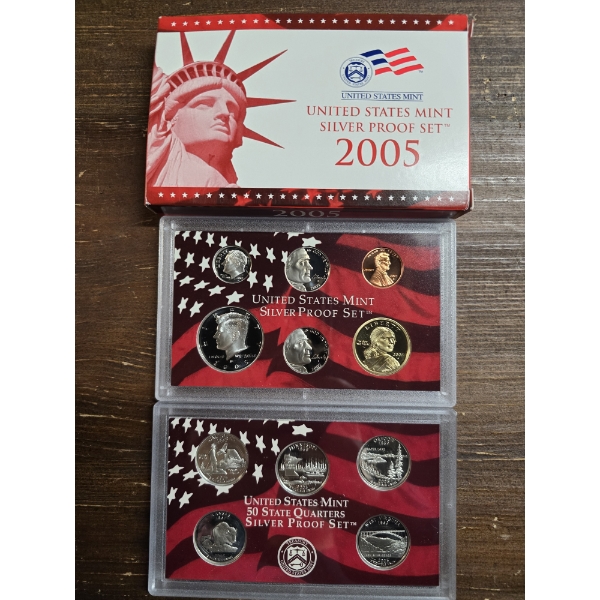 UNITED STATES MINT
UNITED STATES MINT
SILVER PROOF SET™
2005
2005
UNITED STATES MINT
SILVER PROOF SET™
LIBERTY
UNITED STATES MINT
50 STATE QUARTERS
SILVER PROOF SET™